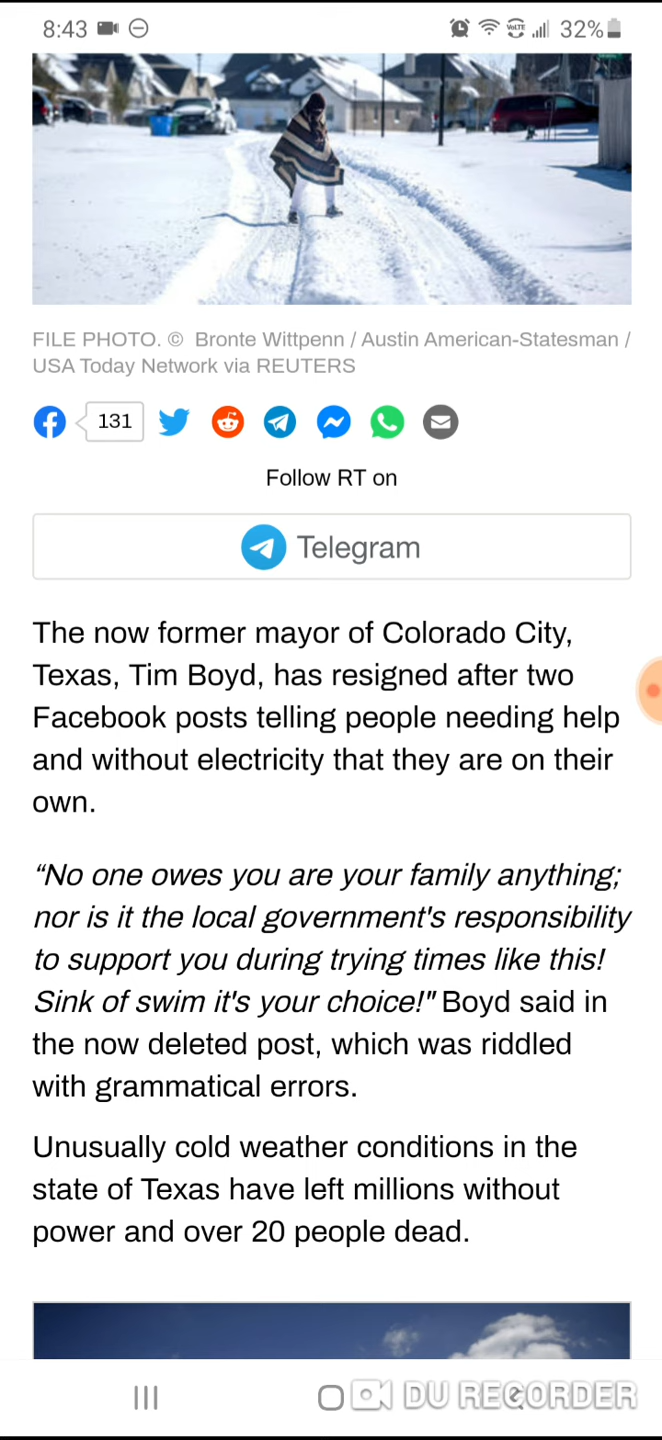 8:43
VoLTE
32%
FILE PHOTO. © Bronte Wittpenn / Austin American-Statesman /
USA Today Network via REUTERS
131
Follow RT on
Telegram
The now former mayor of Colorado City,
Texas, Tim Boyd, has resigned after two
Facebook posts telling people needing help
and without electricity that they are on their
own.
“No one owes you are your family anything;
nor is it the local government's responsibility
to support you during trying times like this!
Sink of swim it's your choice!" Boyd said in
the now deleted post, which was riddled
with grammatical errors.
Unusually cold weather conditions in the
state of Texas have left millions without
power and over 20 people dead.
DU RECORDER